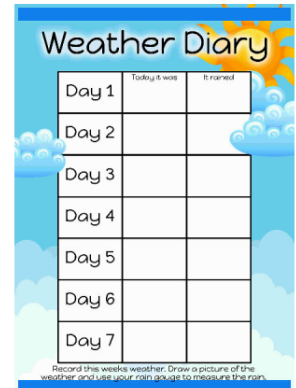 Weather Diary
Today it was It rained
Day 1
Day 2
Day 3
Day 4
Day 5
Day 6
Day 7
Record this weeks weather. Draw a picture of the
weather and use your rain gauge to measure the rain.